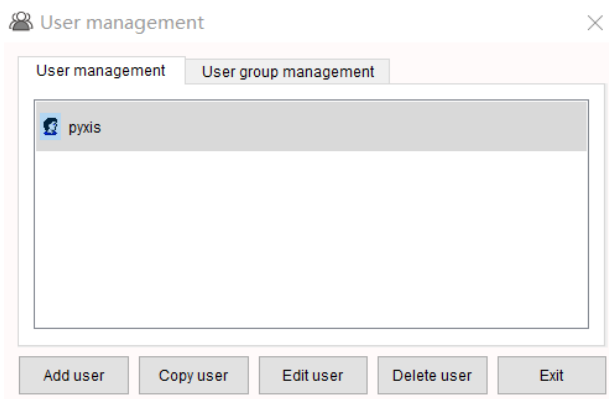 User management
User management User group management
pyxis
Add user Copy user Edit user Delete user Exit